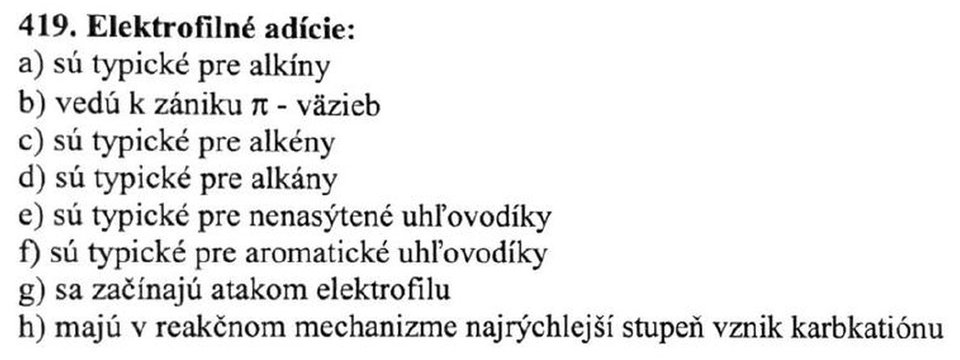 419. Elektrofilné adície:
a) sú typické pre alkíny
b) vedú k zániku π - väzieb
c) sú typické pre alkény
d) sú typické pre alkány
e) sú typické pre nenasýtené uhľovodíky
f) sú typické pre aromatické uhľovodíky
g) sa začínajú atakom elektrofilu
h) majú v reakčnom mechanizme najrýchlejší stupeň vznik karbkatiónu